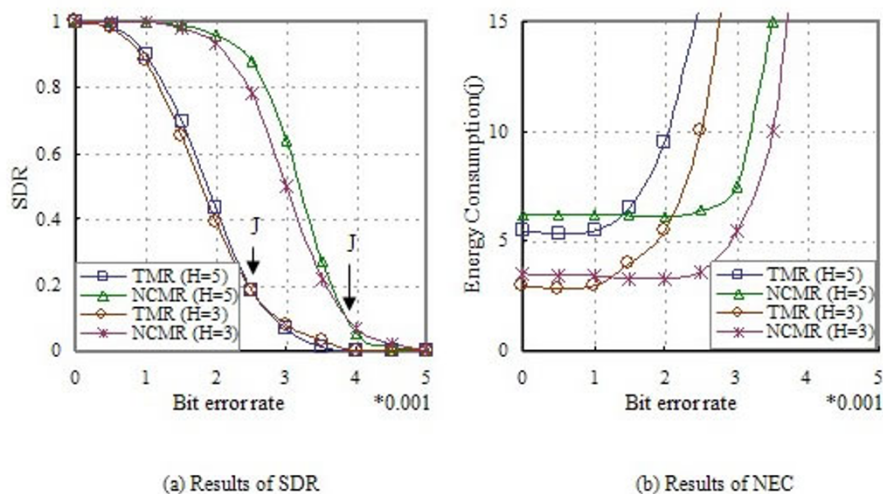 1
0.8
0.6
0.4
0.2
0
SDR
J
J
TMR (H=5)
NCMR (H=5)
TMR (H=3)
NCMR (H=3)
0 1 2 3 4 5
Bit error rate *0.001
(a) Results of SDR
15
10
5
0
Energy Consumption(j)
TMR (H=5)
NCMR (H=5)
TMR (H=3)
NCMR (H=3)
0 1 2 3 4 5
Bit error rate *0.001
(b) Results of NEC